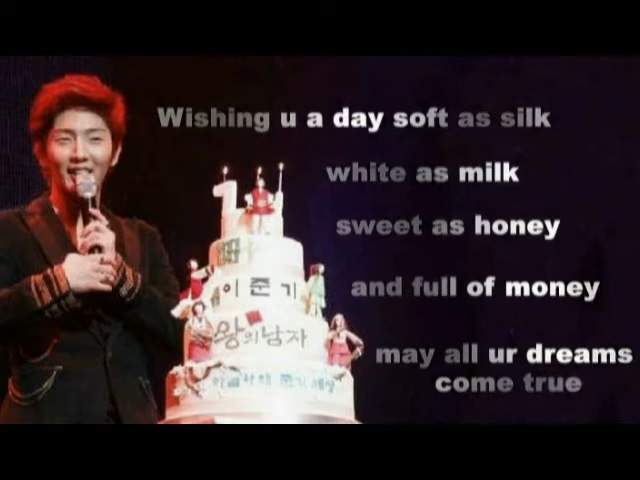 Wishing u a day soft as silk
white as milk
sweet as honey
and full of money
may all ur dreams
come true
1
이준기
왕의남자